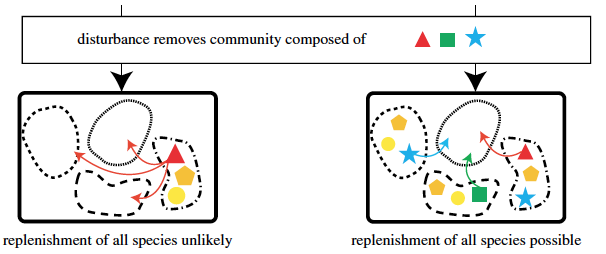 disturbance removes community composed of
replenishment of all species unlikely
replenishment of all species possible